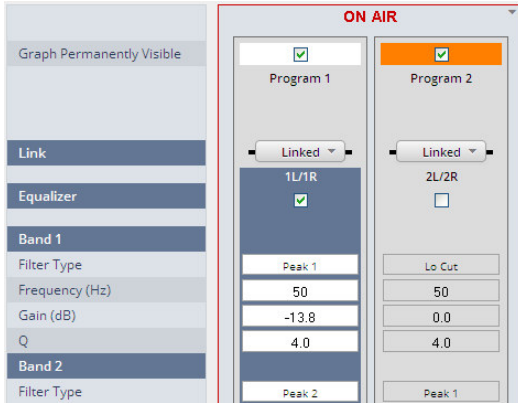 ON AIR
Graph Permanently Visible
Program 1 Program 2
Link Linked Linked
1L/1R 2L/2R
Equalizer
Band 1
Filter Type Peak 1 Lo Cut
Frequency (Hz) 50 50
Gain (dB) -13.8 0.0
Q 4.0 4.0
Band 2
Filter Type Peak 2 Peak 1